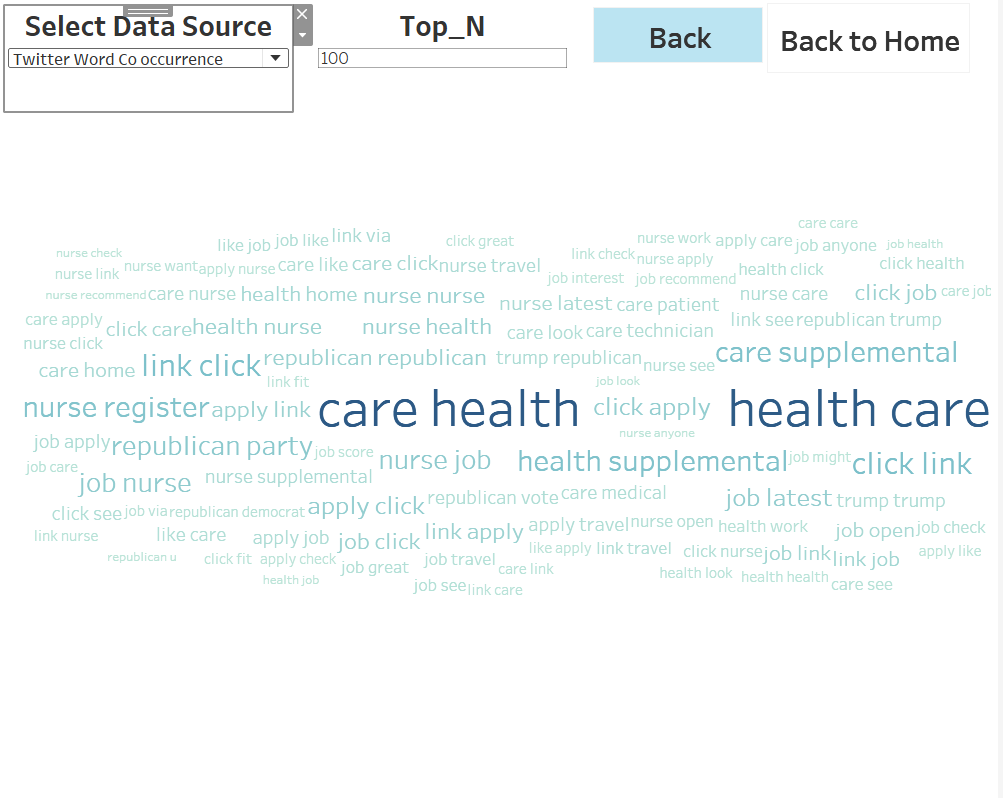 Select Data Source
Top_N
Back
Back to Home
Twitter Word Co occurrence
100
care care
like job job like link via click great nurse work apply care job anyone job health
nurse check link check nurse apply
nurse link nurse want apply nurse care like care click nurse travel job interest job recommend health click click health
nurse recommend care nurse health home nurse nurse nurse latest care patient nurse care click job care job
care apply click care health nurse nurse health care look care technician link see republican trump
nurse click
care home link click republican republican trump republican nurse see care supplemental
link fit job look
nurse register apply link care health click apply health care
nurse anyone
job apply republican party job score nurse job health supplemental job might click link
job care
job nurse nurse supplemental
apply click republican vote care medical job latest trump trump
click see job via republican democrat
link nurse like care apply job job click link apply apply travel nurse open health work job open job check
republican u click fit apply check job travel like apply link travel click nurse job link link job apply like
job great care link health look health health
health job job see link care care see